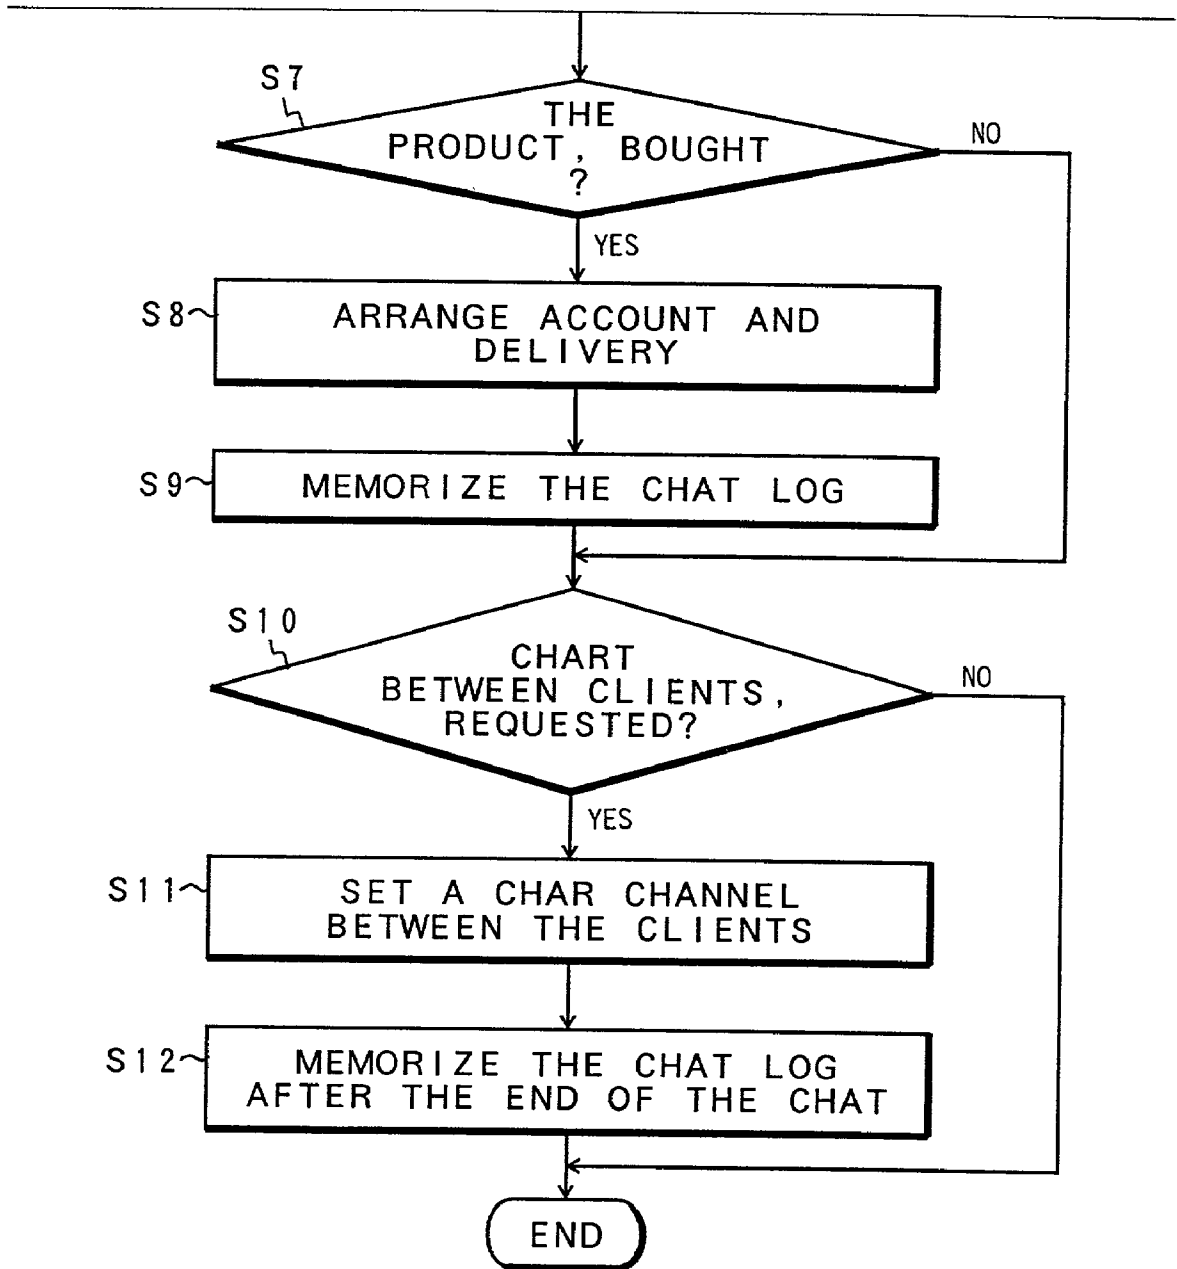 S7
THE
PRODUCT, BOUGHT
?
NO
YES
S8
ARRANGE ACCOUNT AND
DELIVERY
S9
MEMORIZE THE CHAT LOG
S10
CHART
BETWEEN CLIENTS,
REQUESTED?
NO
YES
S11
SET A CHAR CHANNEL
BETWEEN THE CLIENTS
S12
MEMORIZE THE CHAT LOG
AFTER THE END OF THE CHAT
END